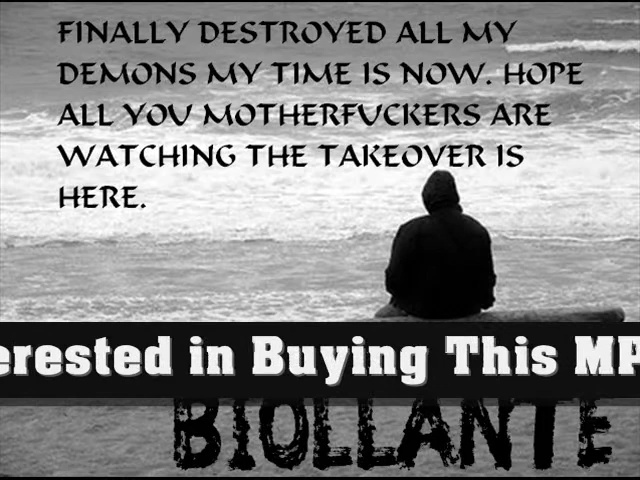 FINALLY DESTROYED ALL MY
DEMONS MY TIME IS NOW. HOPE
ALL YOU MOTHERFUCKERS ARE
WATCHING THE TAKEOVER IS
HERE.
erested in Buying This MP
BIOLLANTE